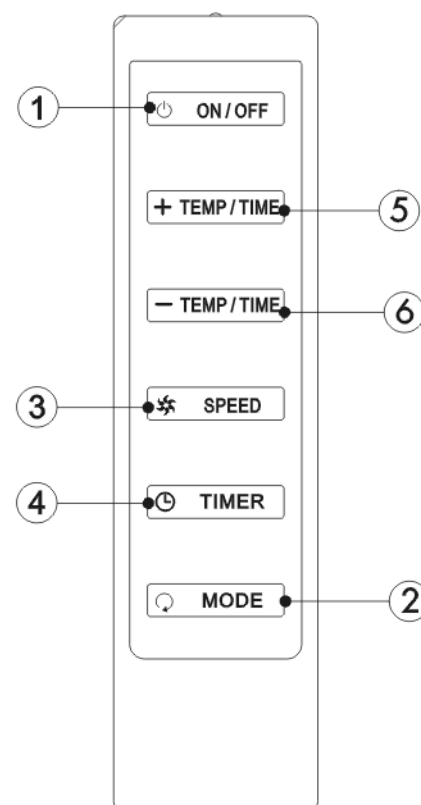 1 ON / OFF
+ TEMP / TIME 5
− TEMP / TIME 6
3 SPEED
4 TIMER
MODE 2